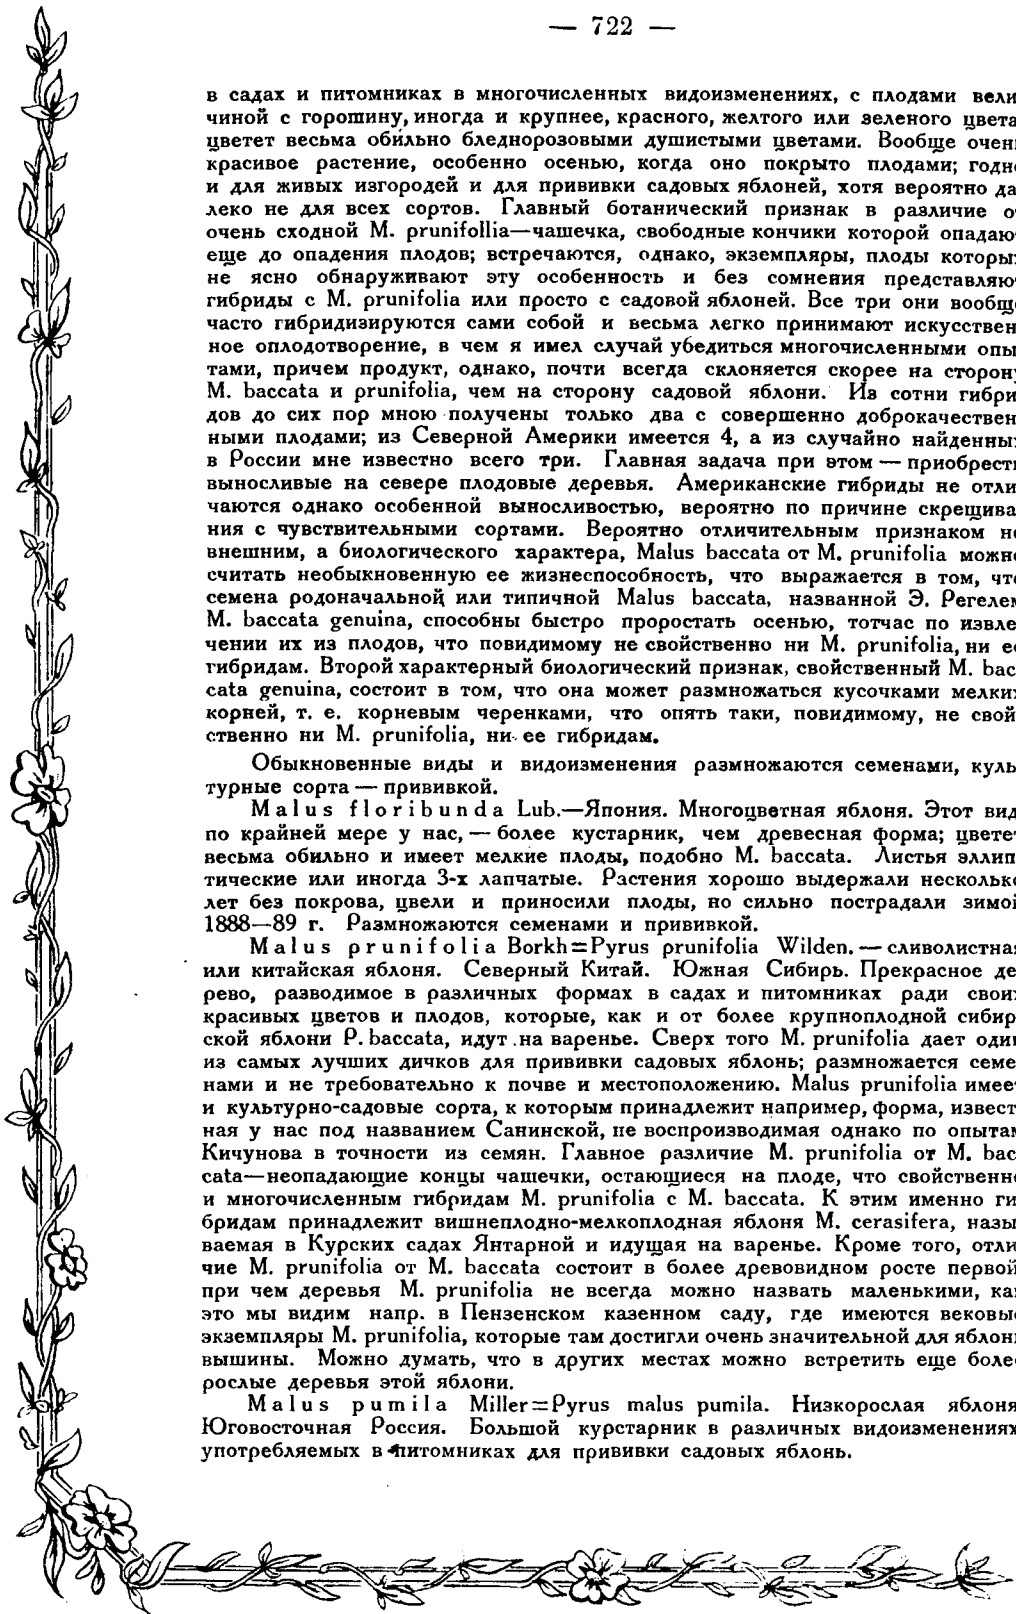 — 722 —
в садах и питомниках в многочисленных видоизменениях, с плодами вели
чиной с горошину, иногда и крупнее, красного, желтого или зеленого цвета
цветет весьма обильно бледнорозовыми душистыми цветами. Вообще очен
красивое растение, особенно осенью, когда оно покрыто плодами; годн
и для живых изгородей и для прививки садовых яблоней, хотя вероятно да
леко не для всех сортов. Главный ботанический признак в различие о
очень сходной M. prunifollia—чашечка, свободные кончики которой опадаю
еще до опадения плодов; встречаются, однако, экземпляры, плоды которы
не ясно обнаруживают эту особенность и без сомнения представляю
гибриды с M. prunifolia или просто с садовой яблоней. Все три они вообщ
часто гибридизируются сами собой и весьма легко принимают искусствен
ное оплодотворение, в чем я имел случай убедиться многочисленными опы
тами, причем продукт, однако, почти всегда склоняется скорее на сторон
M. baccata и prunifolia, чем на сторону садовой яблони. Из сотни гибри
дов до сих пор мною получены только два с совершенно доброкачествен
ными плодами; из Северной Америки имеется 4, а из случайно найденны
в России мне известно всего три. Главная задача при этом — приобрест
выносливые на севере плодовые деревья. Американские гибриды не отли
чаются однако особенной выносливостью, вероятно по причине скрещива
ния с чувствительными сортами. Вероятно отличительным признаком н
внешним, а биологического характера, Malus baccata от M. prunifolia можн
считать необыкновенную ее жизнеспособность, что выражается в том, чт
семена родоначальной или типичной Malus baccata, названной Э. Регелем
M. baccata genuina, способны быстро проростать осенью, тотчас по извле
чении их из плодов, что повидимому не свойственно ни M. prunifolia, ни е
гибридам. Второй характерный биологический признак, свойственный M. bac
cata genuina, состоит в том, что она может размножаться кусочками мелки
корней, т. е. корневым черенками, что опять таки, повидимому, не свой
ственно ни M. prunifolia, ни ее гибридам.
Обыкновенные виды и видоизменения размножаются семенами, куль
турные сорта — прививкой.
Malus floribunda Lub.—Япония. Многоцветная яблоня. Этот вид
по крайней мере у нас, — более кустарник, чем древесная форма; цвете
весьма обильно и имеет мелкие плоды, подобно M. baccata. Листья эллип
тические или иногда 3-х лапчатые. Растения хорошо выдержали нескольк
лет без покрова, цвели и приносили плоды, но сильно пострадали зимой
1888—89 г. Размножаются семенами и прививкой.
Malus prunifolia Borkh=Pyrus prunifolia Wilden. — сливолистная
или китайская яблоня. Северный Китай. Южная Сибирь. Прекрасное де
рево, разводимое в различных формах в садах и питомниках ради свои
красивых цветов и плодов, которые, как и от более крупноплодной сибир
ской яблони P. baccata, идут на варенье. Сверх того M. prunifolia дает один
из самых лучших дичков для прививки садовых яблонь; размножается семе
нами и не требовательно к почве и местоположению. Malus prunifolia имее
и культурно-садовые сорта, к которым принадлежит например, форма, извест
ная у нас под названием Санинской, не воспроизводимая однако по опытам
Кичунова в точности из семян. Главное различие M. prunifolia от M. bac
cata—неопадающие концы чашечки, остающиеся на плоде, что свойственн
и многочисленным гибридам M. prunifolia с M. baccata. К этим именно ги
бридам принадлежит вишнеплодно-мелкоплодная яблоня M. cerasifera, назы
ваемая в Курских садах Янтарной и идущая на варенье. Кроме того, отли
чие M. prunifolia от M. baccata состоит в более древовидном росте первой
при чем деревья M. prunifolia не всегда можно назвать маленькими, как
это мы видим напр. в Пензенском казенном саду, где имеются вековые
экземпляры M. prunifolia, которые там достигли очень значительной для яблон
вышины. Можно думать, что в других местах можно встретить еще боле
рослые деревья этой яблони.
Malus pumila Miller=Pyrus malus pumila. Низкорослая яблоня
Юговосточная Россия. Большой курстарник в различных видоизменениях
употребляемых в питомниках для прививки садовых яблонь.